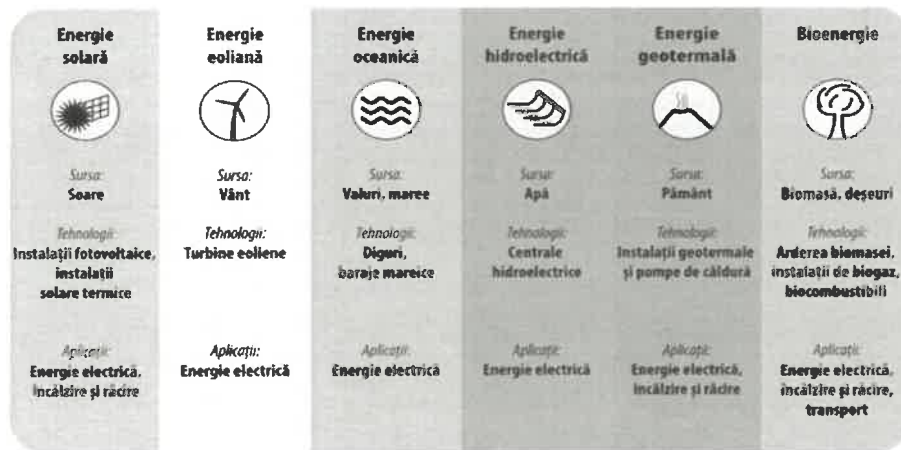 Energie
solară
Sursa:
Soare
Tehnologii:
Instalații fotovoltaice,
instalații
solare termice
Aplicații:
Energie electrică,
încălzire și răcire
Energie
eoliană
Sursa:
Vânt
Tehnologii:
Turbine eoliene
Aplicații:
Energie electrică
Energie
oceanică
Sursa:
Valuri, maree
Tehnologii:
Diguri,
baraje mareice
Aplicații:
Energie electrică
Energie
hidroelectrică
Sursa:
Apă
Tehnologii:
Centrale
hidroelectrice
Aplicații:
Energie electrică
Energie
geotermală
Sursa:
Pământ
Tehnologii:
Instalații geotermale
și pompe de căldură
Aplicații:
Energie electrică,
încălzire și răcire
Bioenergie
Sursa:
Biomasă, deșeuri
Tehnologii:
Arderea biomasei,
instalații de biogaz,
biocombustibili
Aplicații:
Energie electrică,
încălzire și răcire,
transport